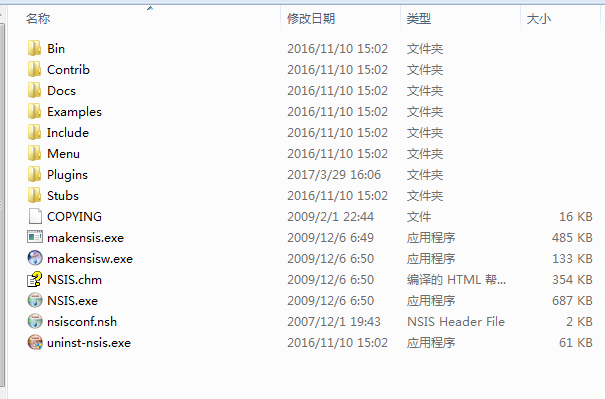 名称 修改日期 类型 大小
Bin 2016/11/10 15:02 文件夹
Contrib 2016/11/10 15:02 文件夹
Docs 2016/11/10 15:02 文件夹
Examples 2016/11/10 15:02 文件夹
Include 2016/11/10 15:02 文件夹
Menu 2016/11/10 15:02 文件夹
Plugins 2017/3/29 16:06 文件夹
Stubs 2016/11/10 15:02 文件夹
COPYING 2009/2/1 22:44 文件 16 KB
makensis.exe 2009/12/6 6:49 应用程序 485 KB
makensisw.exe 2009/12/6 6:50 应用程序 133 KB
NSIS.chm 2009/12/6 6:50 编译的 HTML 帮... 354 KB
NSIS.exe 2009/12/6 6:50 应用程序 687 KB
nsisconf.nsh 2007/12/1 19:43 NSIS Header File 2 KB
uninst-nsis.exe 2016/11/10 15:02 应用程序 61 KB